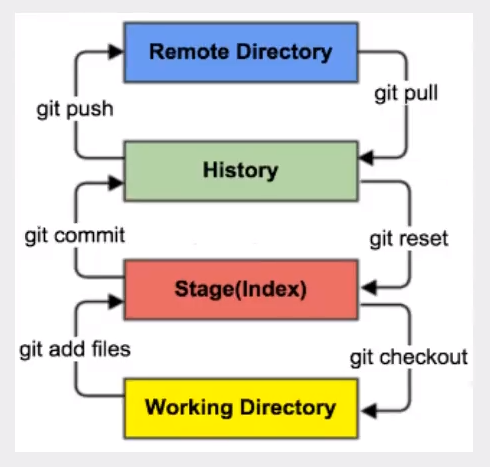 Remote Directory
git push
git pull
History
git commit
git reset
Stage(Index)
git add files
git checkout
Working Directory